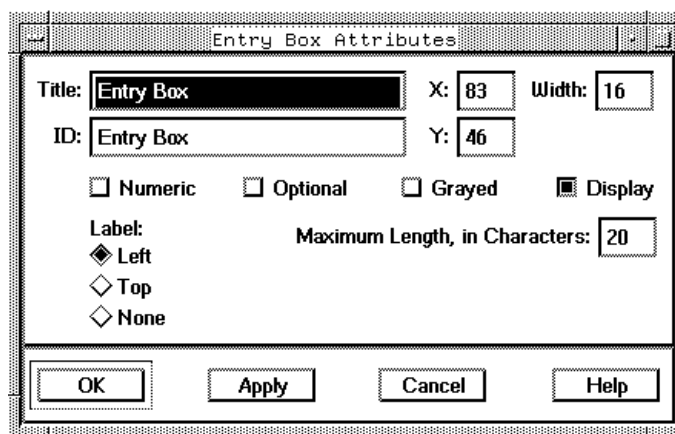 Entry Box Attributes
Title: Entry Box X: 83 Width: 16
ID: Entry Box Y: 46
Numeric Optional Grayed Display
Label:
Left Maximum Length, in Characters: 20
Top
None
OK Apply Cancel Help